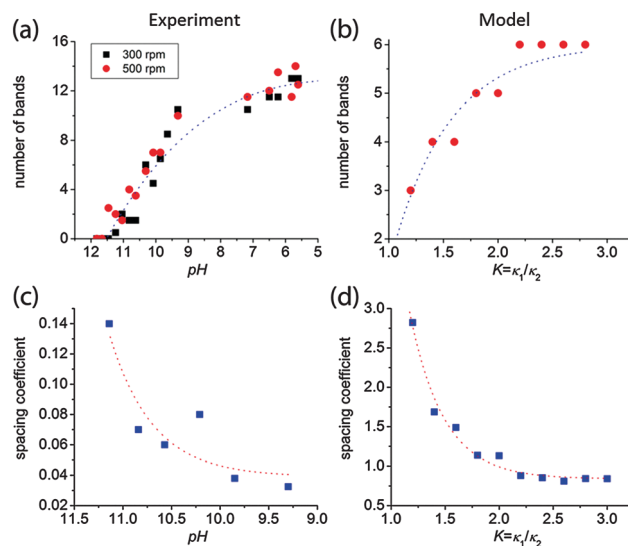 Experiment
Model
(a)
(b)
300 rpm
500 rpm
number of bands
16
12
8
4
0
12 11 10 9 8 7 6 5
pH
number of bands
6
5
4
3
2
1.0 1.5 2.0 2.5 3.0
K=κ₁/κ₂
(c)
(d)
spacing coefficient
0.14
0.12
0.10
0.08
0.06
0.04
0.02
11.5 11.0 10.5 10.0 9.5 9.0
pH
spacing coefficient
3.0
2.5
2.0
1.5
1.0
0.5
1.0 1.5 2.0 2.5 3.0
K=κ₁/κ₂